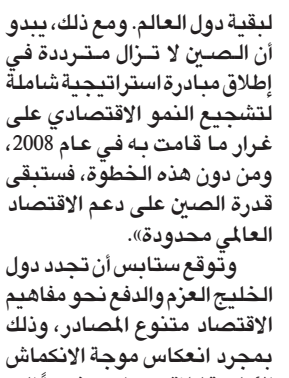 لبقية دول العالم. ومع ذلك، يبدو
أن الصين لا تزال مترددة في
إطلاق مبادرة استراتيجية شاملة
لتشجيع النمو الاقتصادي على
غرار ما قامت به في عام 2008،
ومن دون هذه الخطوة، فستبقى
قدرة الصين على دعم الاقتصاد
العالمي محدودة».
وتوقع ستابس أن تجدد دول
الخليج العزم والدفع نحو مفاهيم
الاقتصاد متنوع المصادر، وذلك
بمجرد انعكاس موجة الانكماش